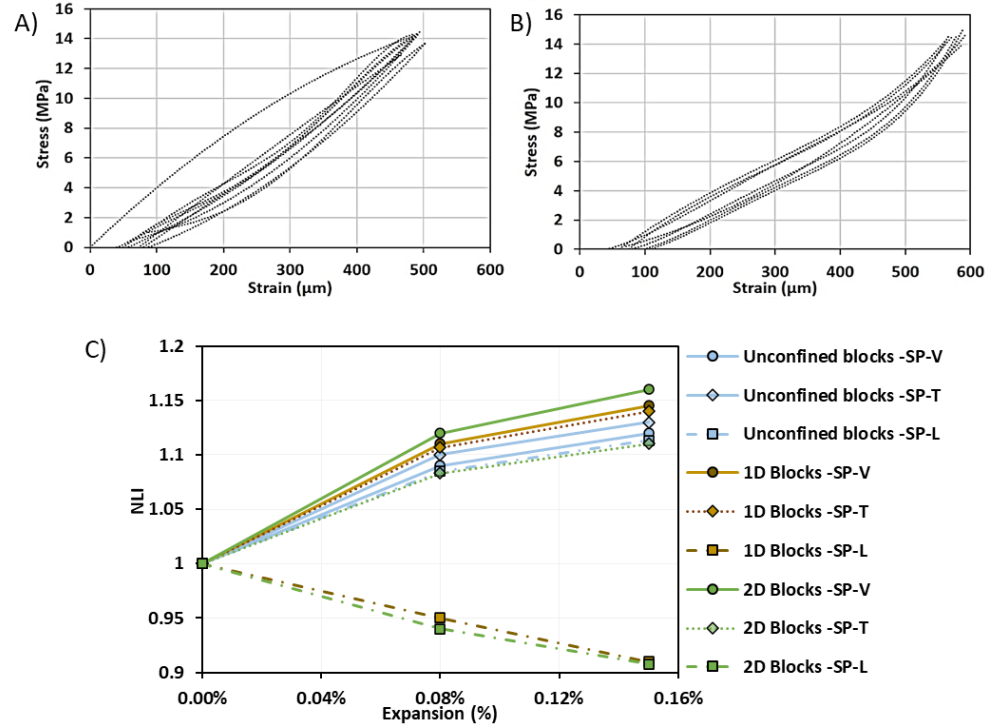 A)
16
14
12
10
8
6
4
2
0
Stress (MPa)
0 100 200 300 400 500 600
Strain (μm)
B)
16
14
12
10
8
6
4
2
0
Stress (MPa)
0 100 200 300 400 500 600
Strain (μm)
C)
1.2
1.15
1.1
1.05
1
0.95
0.9
NLI
0.00% 0.04% 0.08% 0.12% 0.16%
Expansion (%)
Unconfined blocks -SP-V
Unconfined blocks -SP-T
Unconfined blocks -SP-L
1D Blocks -SP-V
1D Blocks -SP-T
1D Blocks -SP-L
2D Blocks -SP-V
2D Blocks -SP-T
2D Blocks -SP-L